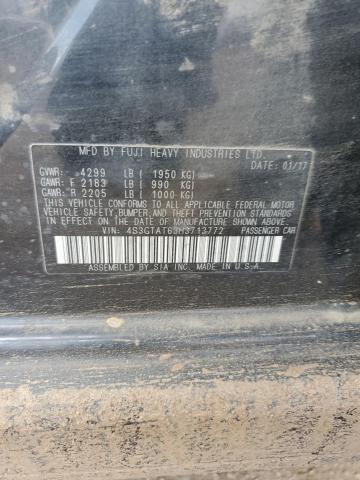 MFD BY FUJI HEAVY INDUSTRIES LTD.
DATE: 01/17
GVWR: 4299 LB ( 1950 KG)
GAWR: F 2183 LB ( 990 KG)
GAWR: R 2205 LB ( 1000 KG)
THIS VEHICLE CONFORMS TO ALL APPLICABLE FEDERAL MOTOR
VEHICLE SAFETY,BUMPER,AND THEFT PREVENTION STANDARDS
IN EFFECT ON THE DATE OF MANUFACTURE SHOWN ABOVE.
VIN: 4S3GTAT63H3713772 PASSENGER CAR
ASSEMBLED BY SIA INC. MADE IN U.S.A.